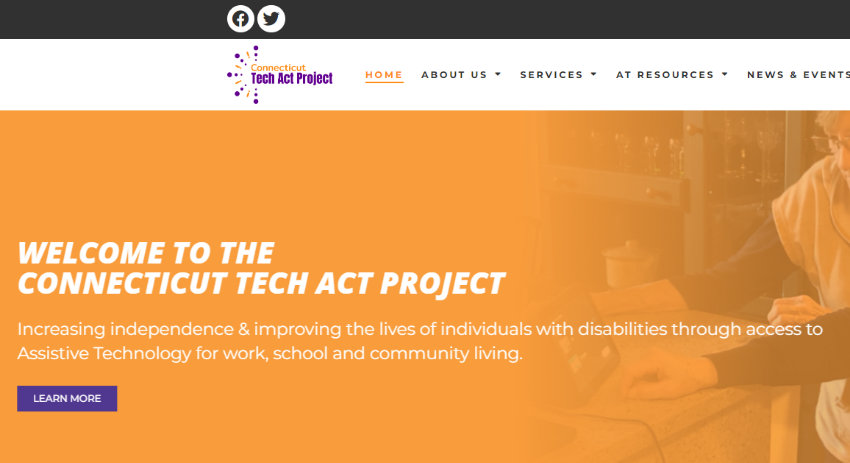 Connecticut
Tech Act Project
HOME ABOUT US SERVICES AT RESOURCES NEWS & EVENTS
WELCOME TO THE
CONNECTICUT TECH ACT PROJECT
Increasing independence & improving the lives of individuals with disabilities through access to
Assistive Technology for work, school and community living.
LEARN MORE